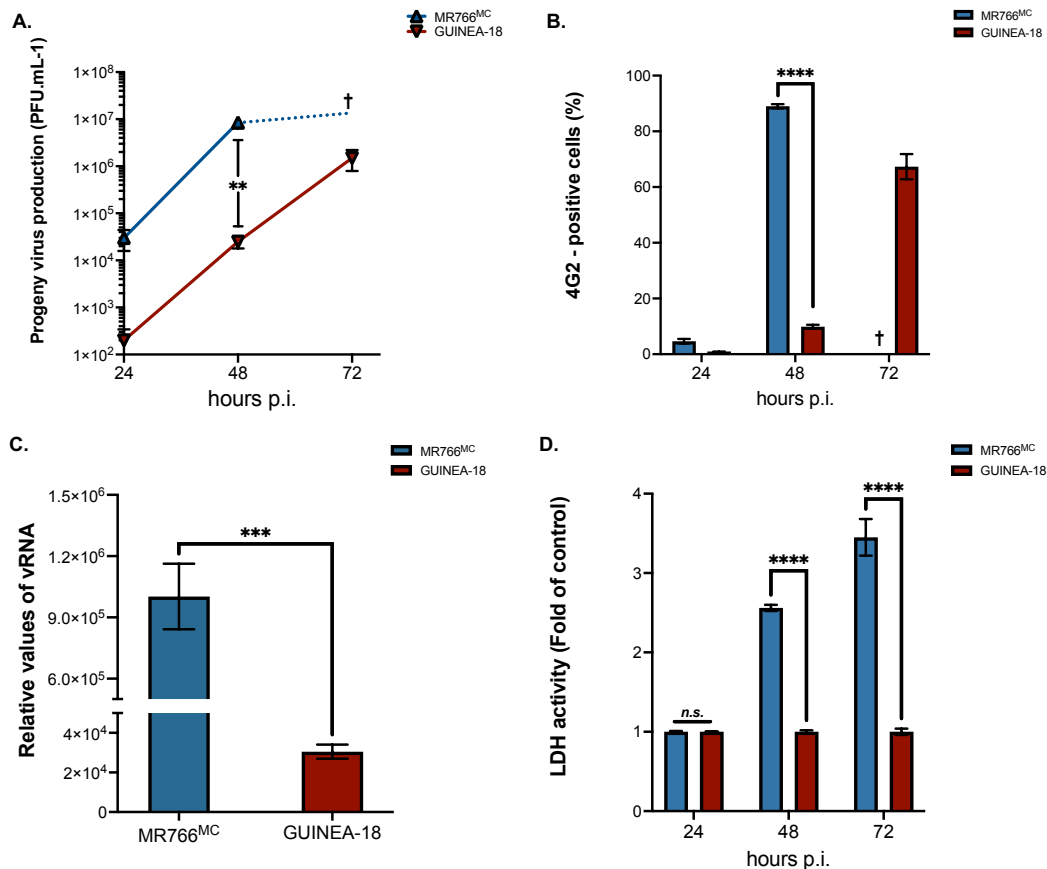 A.
MR766ᴹᶜ
GUINEA-18
Progeny virus production (PFU.mL-1)
1×10⁸
1×10⁷
1×10⁶
1×10⁵
1×10⁴
1×10³
1×10²
†
**
24
48
72
hours p.i.
B.
MR766ᴹᶜ
GUINEA-18
4G2 - positive cells (%)
100
80
60
40
20
0
****
†
24
48
72
hours p.i.
C.
MR766ᴹᶜ
GUINEA-18
Relative values of vRNA
1.5×10⁶
1.2×10⁶
9.0×10⁵
6.0×10⁵
4×10⁴
2×10⁴
0
***
MR766ᴹᶜ
GUINEA-18
D.
MR766ᴹᶜ
GUINEA-18
LDH activity (Fold of control)
4
3
2
1
0
n.s.
****
****
24
48
72
hours p.i.